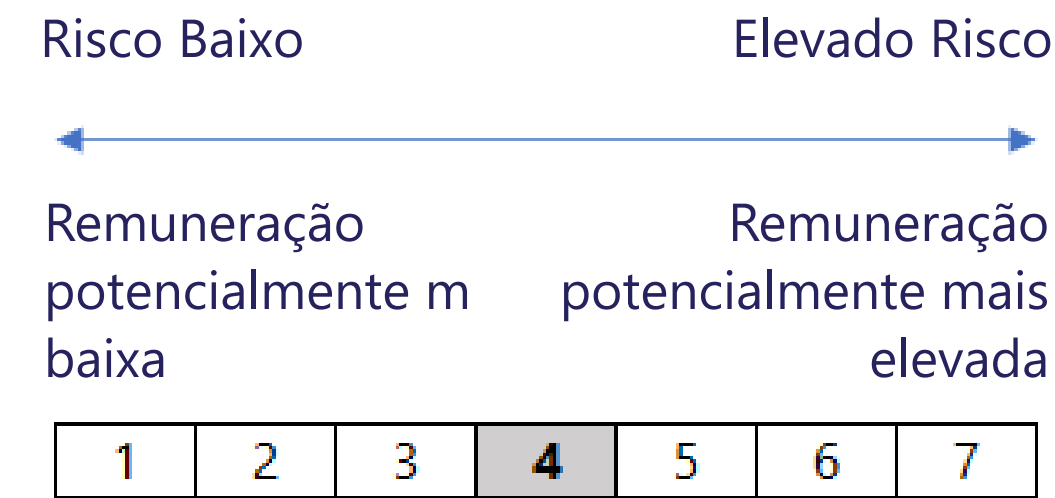 Risco Baixo Elevado Risco
Remuneração
potencialmente m
baixa
Remuneração
potencialmente mais
elevada
1 2 3 4 5 6 7